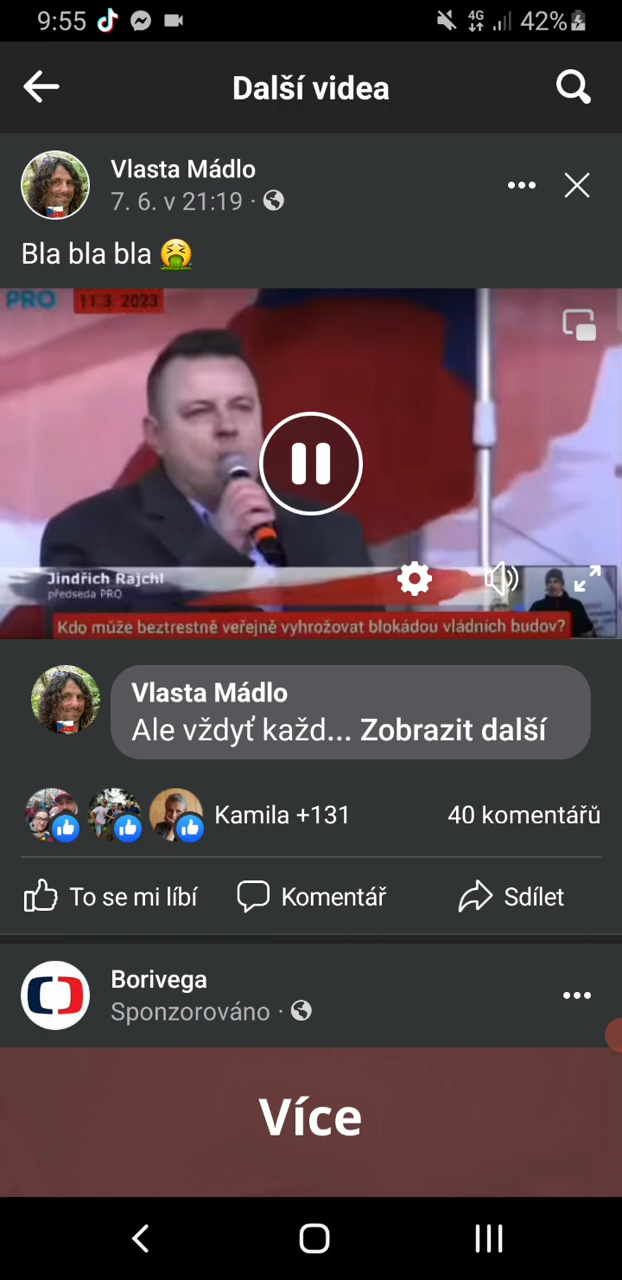 9:55
4G
42%
Další videa
Vlasta Mádlo
7. 6. v 21:19 ·
Bla bla bla 🤮
PRO
11.3. 2023
Jindřich Rajchl
předseda PRO
Kdo může beztrestně veřejně vyhrožovat blokádou vládních budov?
Vlasta Mádlo
Ale vždyť každ... Zobrazit další
Kamila +131
40 komentářů
To se mi líbí
Komentář
Sdílet
Borivega
Sponzorováno ·
Více